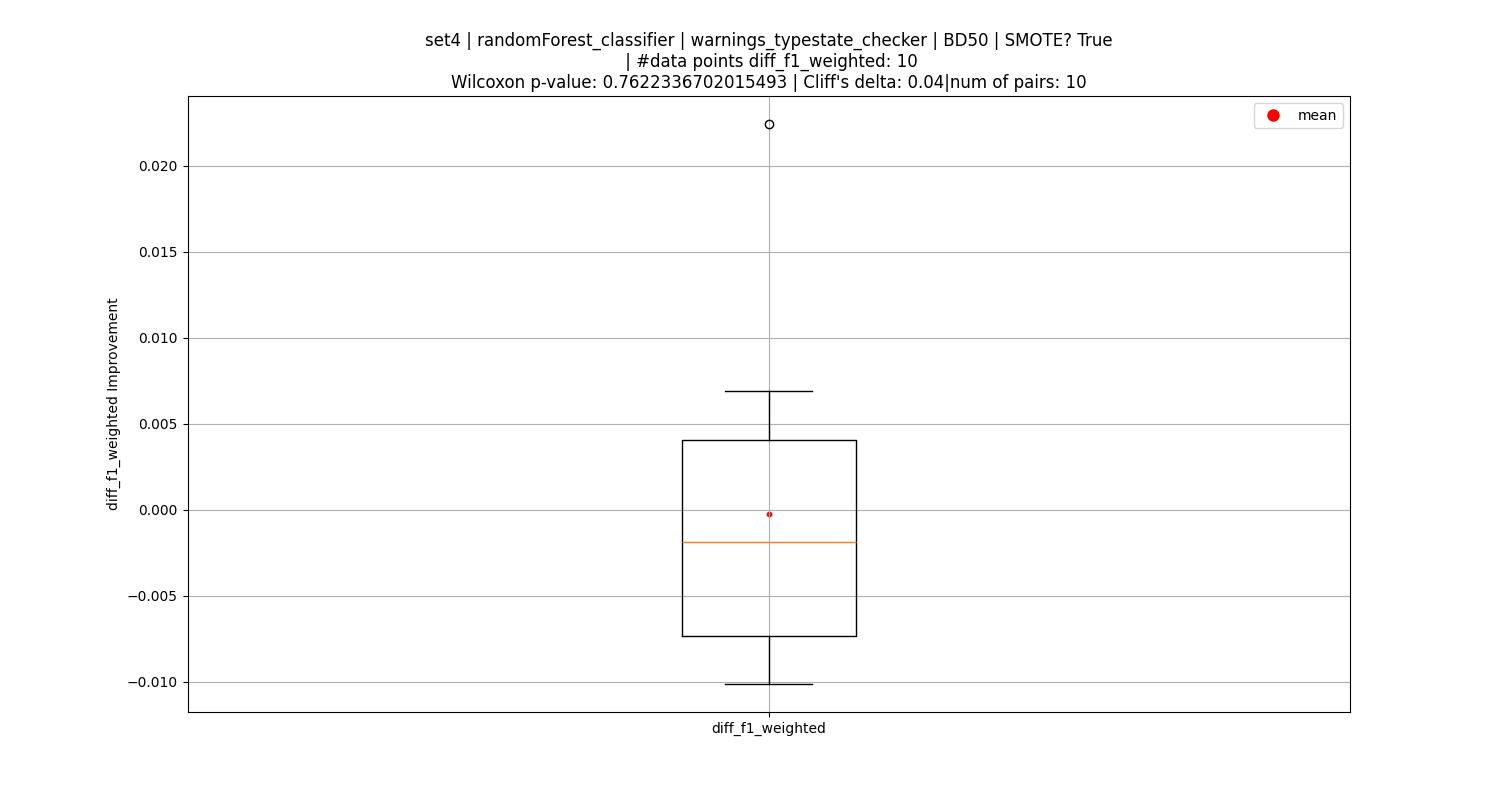 set4 | randomForest_classifier | warnings_typestate_checker | BD50 | SMOTE? True
| #data points diff_f1_weighted: 10
Wilcoxon p-value: 0.7622336702015493 | Cliff's delta: 0.04|num of pairs: 10
mean
0.020
0.015
0.010
0.005
0.000
−0.005
−0.010
diff_f1_weighted Improvement
diff_f1_weighted